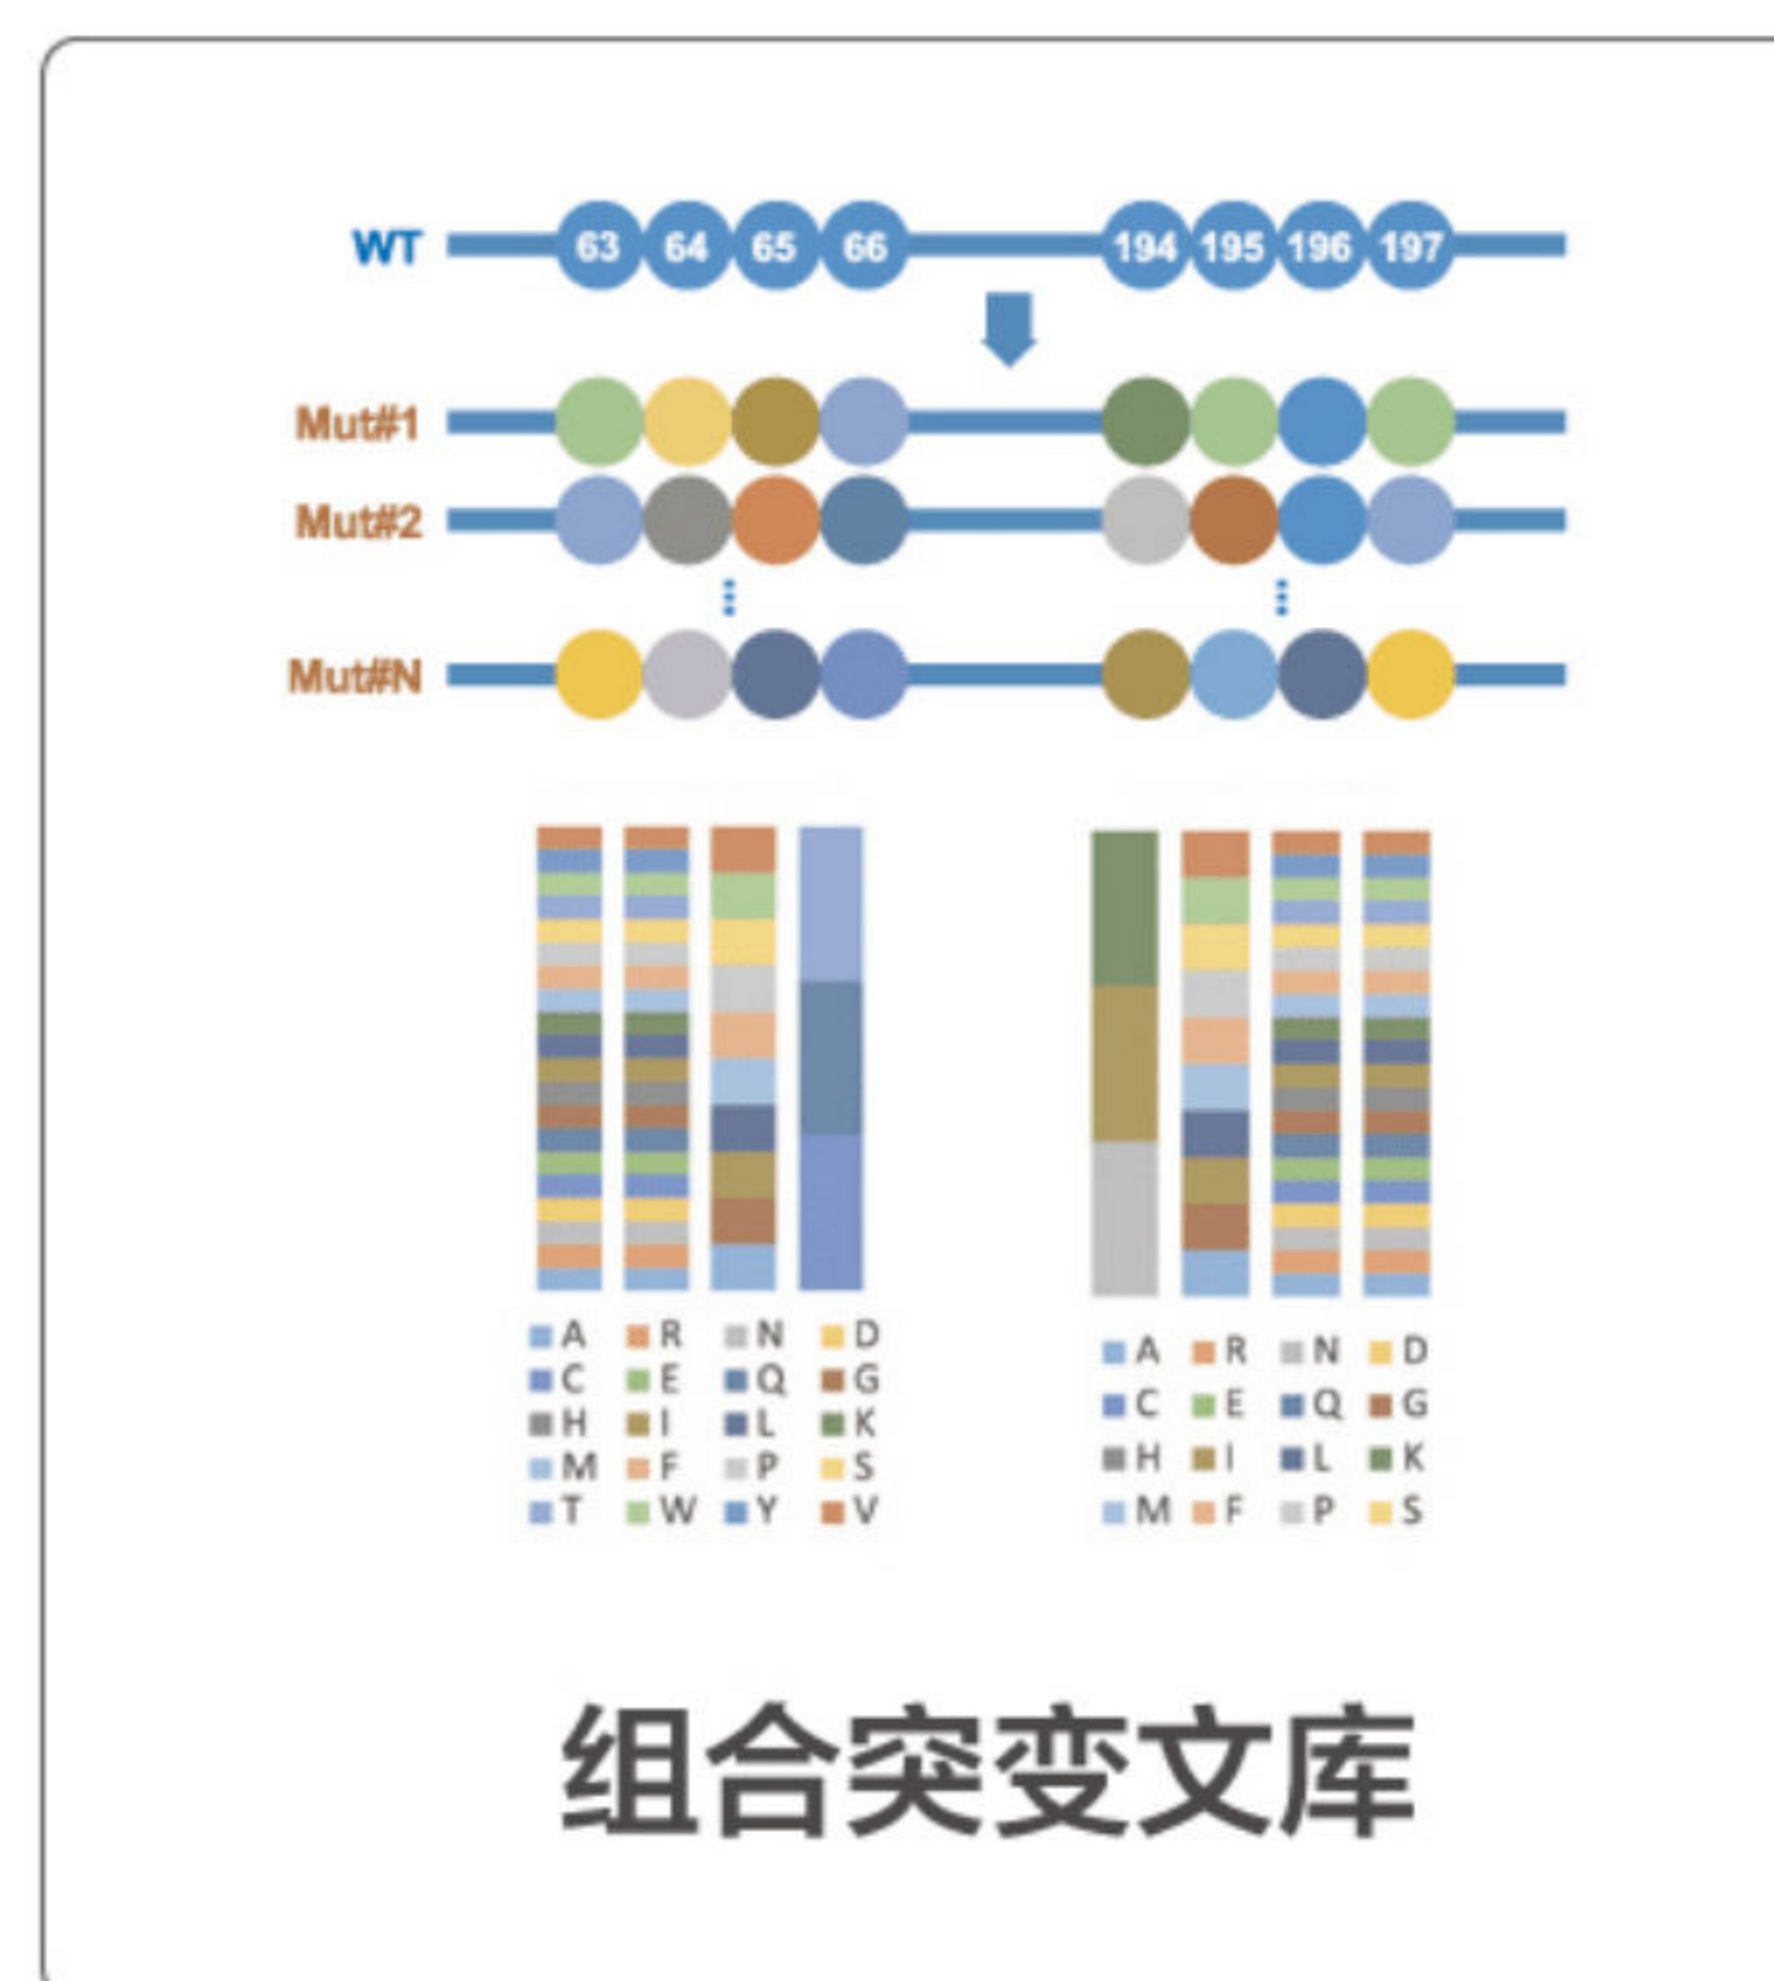 WT 63 64 65 66 194 195 196 197
Mut#1
Mut#2
Mut#N
A R N D
C E Q G
H I L K
M F P S
T W Y V
A R N D
C E Q G
H I L K
M F P S
组合突变文库